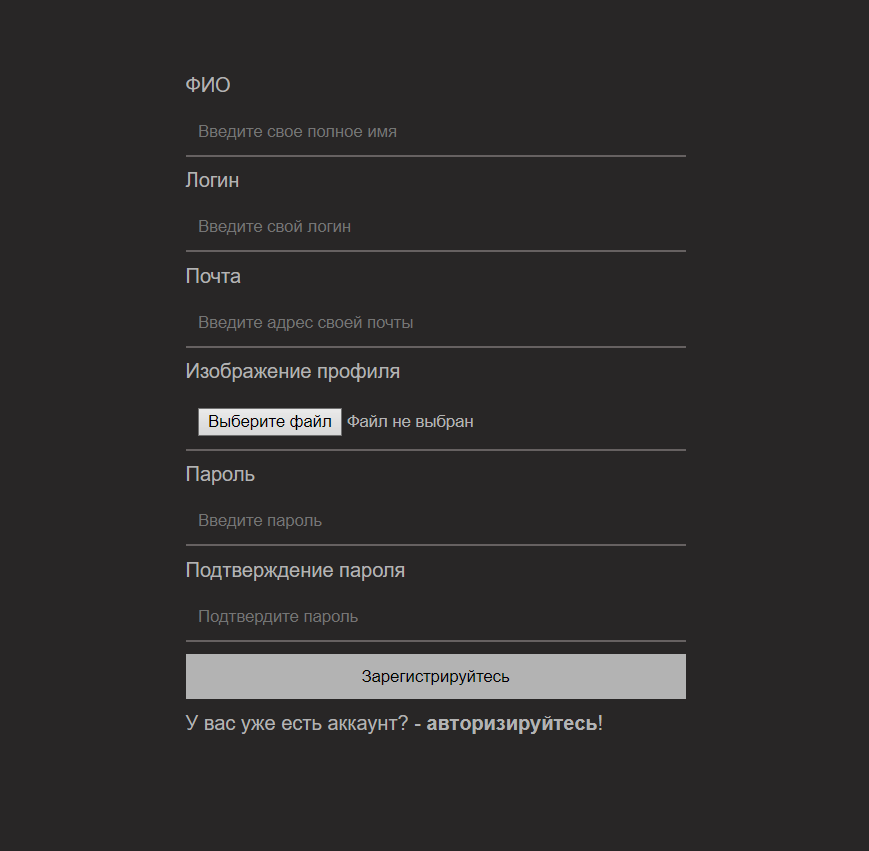 ФИО
Введите свое полное имя
Логин
Введите свой логин
Почта
Введите адрес своей почты
Изображение профиля
Выберите файл Файл не выбран
Пароль
Введите пароль
Подтверждение пароля
Подтвердите пароль
Зарегистрируйтесь
У вас уже есть аккаунт? - авторизируйтесь!